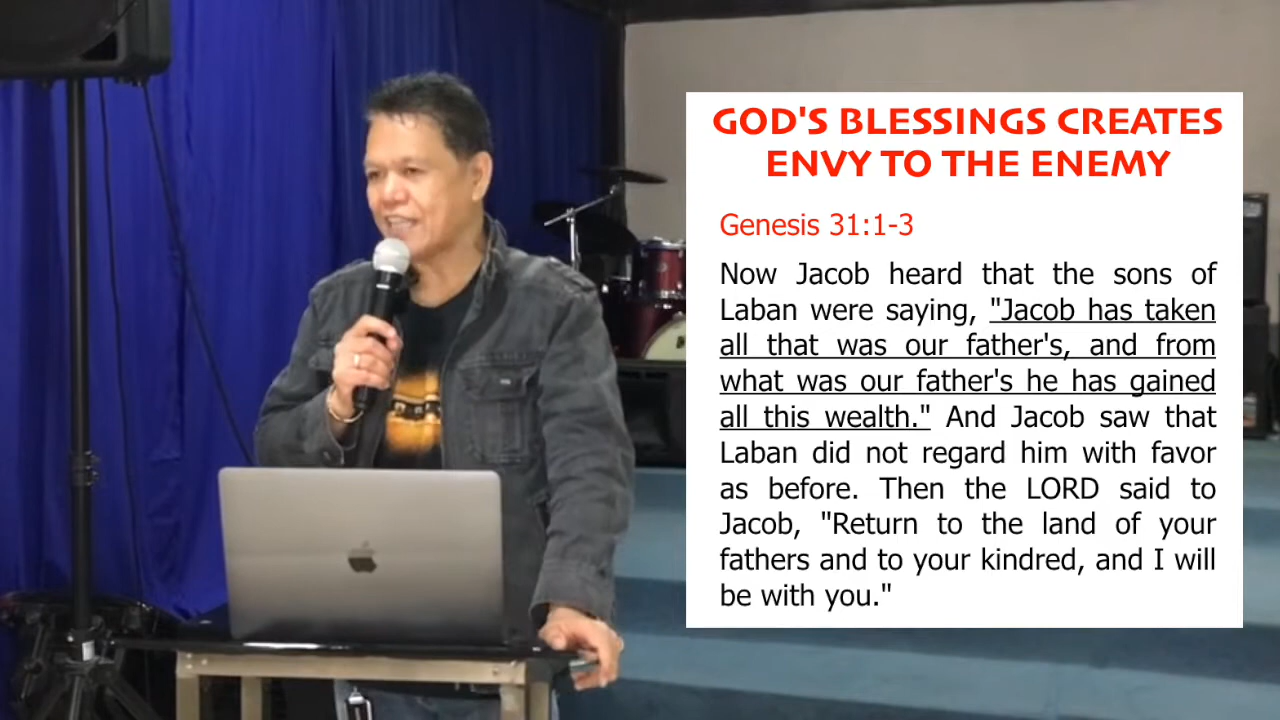 GOD'S BLESSINGS CREATES
ENVY TO THE ENEMY
Genesis 31:1-3
Now Jacob heard that the sons of
Laban were saying, "Jacob has taken
all that was our father's, and from
what was our father's he has gained
all this wealth." And Jacob saw that
Laban did not regard him with favor
as before. Then the LORD said to
Jacob, "Return to the land of your
fathers and to your kindred, and I will
be with you."